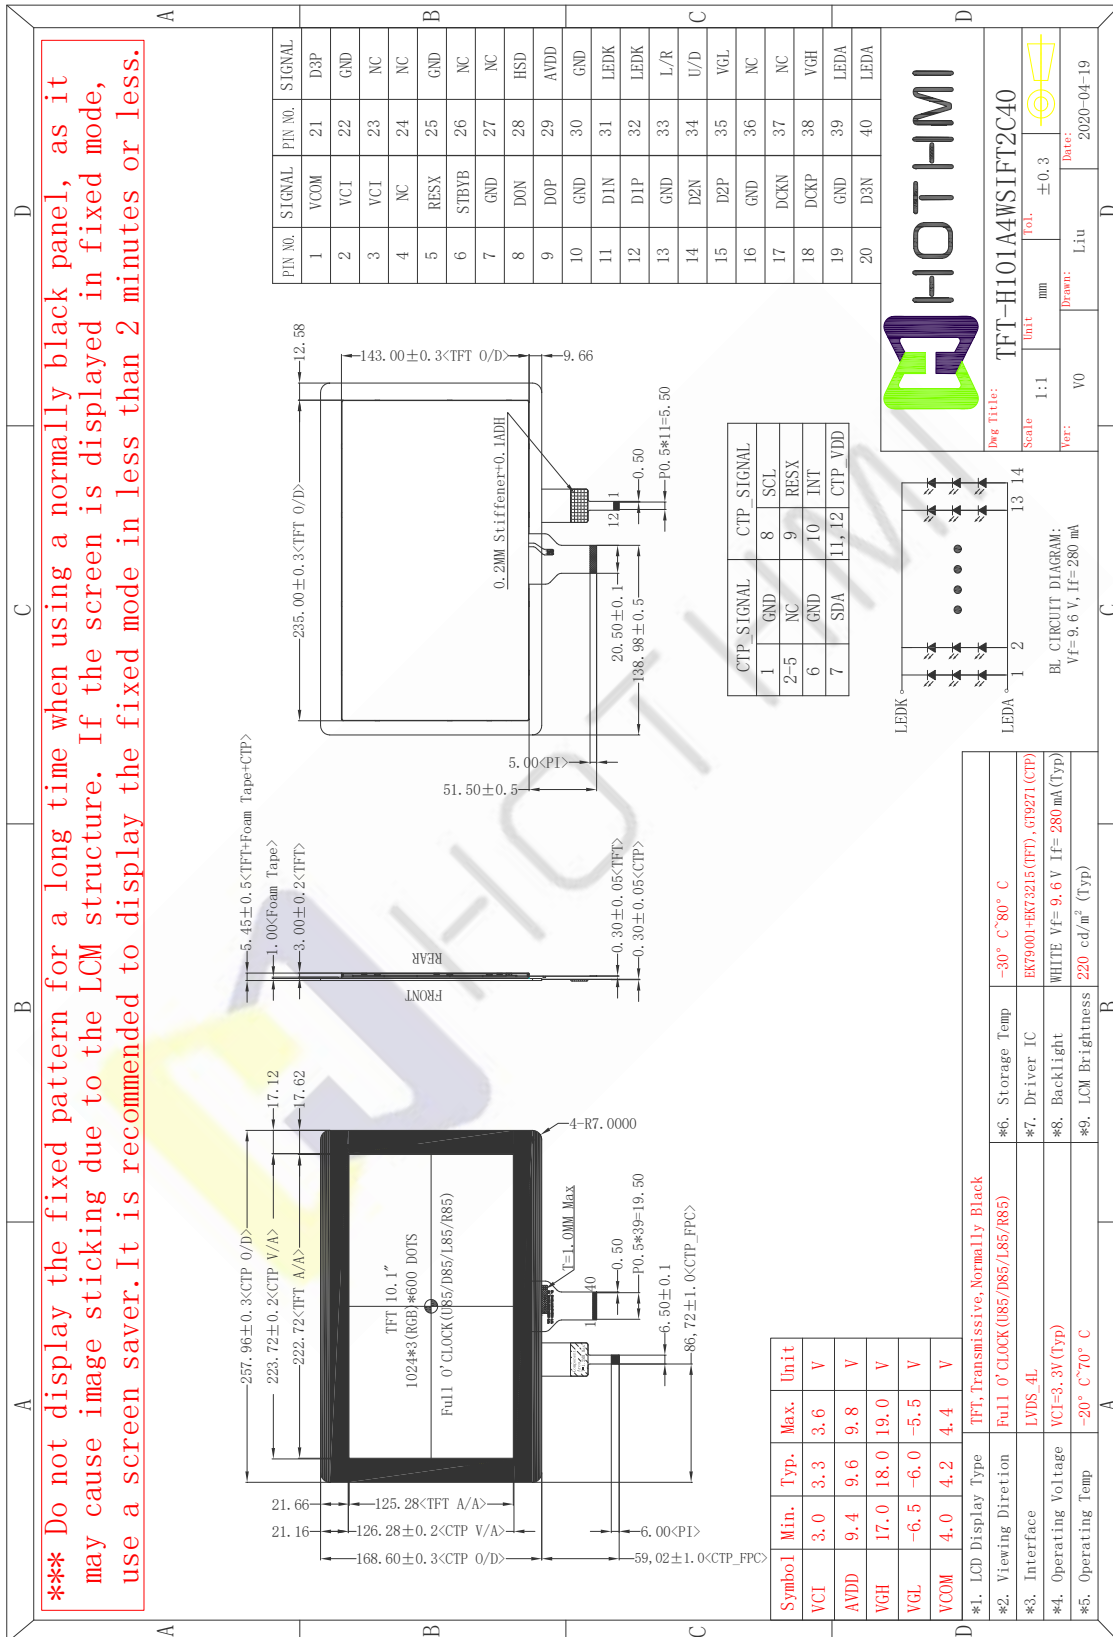 *** Do not display the fixed pattern for a long time when using a normally black panel, as it
may cause image sticking due to the LCM structure. If the screen is displayed in fixed mode,
use a screen saver.It is recommended to display the fixed mode in less than 2 minutes or less.
A
B
C
D
A
B
C
D
A
B
C
D
A
B
C
D
257.96±0.3<CTP O/D>
223.72±0.2<CTP V/A>
222.72<TFT A/A>
17.12
17.62
21.66
21.16
125.28<TFT A/A>
126.28±0.2<CTP V/A>
168.60±0.3<CTP O/D>
TFT 10.1"
1024*3(RGB)*600 DOTS
Full O'CLOCK(U85/D85/L85/R85)
4-R7.0000
T=1.0MM Max
1
40
0.50
P0.5*39=19.50
6.50±0.1
86,72±1.0<CTP_FPC>
6.00<PI>
59,02±1.0<CTP_FPC>
5.45±0.5<TFT+Foam Tape+CTP>
1.00<Foam Tape>
3.00±0.2<TFT>
FRONT
REAR
0.30±0.05<TFT>
0.30±0.05<CTP>
235.00±0.3<TFT O/D>
12.58
143.00±0.3<TFT O/D>
9.66
0.2MM Stiffener+0.1ADH
12
1
0.50
P0.5*11=5.50
20.50±0.1
138.98±0.5
5.00<PI>
51.50±0.5
PIN NO. SIGNAL PIN NO. SIGNAL
1 VCOM 21 D3P
2 VCI 22 GND
3 VCI 23 NC
4 NC 24 NC
5 RESX 25 GND
6 STBYB 26 NC
7 GND 27 NC
8 D0N 28 HSD
9 D0P 29 AVDD
10 GND 30 GND
11 D1N 31 LEDK
12 D1P 32 LEDK
13 GND 33 L/R
14 D2N 34 U/D
15 D2P 35 VGL
16 GND 36 NC
17 DCKN 37 NC
18 DCKP 38 VGH
19 GND 39 LEDA
20 D3N 40 LEDA
CTP_SIGNAL CTP_SIGNAL
1 GND 8 SCL
2-5 NC 9 RESX
6 GND 10 INT
7 SDA 11,12 CTP_VDD
LEDK
LEDA
1 2 13 14
BL CIRCUIT DIAGRAM:
Vf=9.6 V, If=280 mA
Symbol Min. Typ. Max. Unit
VCI 3.0 3.3 3.6 V
AVDD 9.4 9.6 9.8 V
VGH 17.0 18.0 19.0 V
VGL -6.5 -6.0 -5.5 V
VCOM 4.0 4.2 4.4 V
*1. LCD Display Type TFT,Transmissive,Normally Black
*2. Viewing Diretion Full O'CLOCK(U85/D85/L85/R85)
*3. Interface LVDS_4L
*4. Operating Voltage VCI=3.3V(Typ)
*5. Operating Temp -20° C~70° C
*6. Storage Temp -30° C~80° C
*7. Driver IC EK79001+EK73215(TFT),GT9271(CTP)
*8. Backlight WHITE Vf= 9.6 V If= 280 mA(Typ)
*9. LCM Brightness 220 cd/m² (Typ)
HOTHMI
Dwg Title: TFT-H101A4WSIFT2C40
Scale 1:1 Unit mm Tol. ±0.3
Ver: V0 Drawn: Liu Date: 2020-04-19
HOTHMI